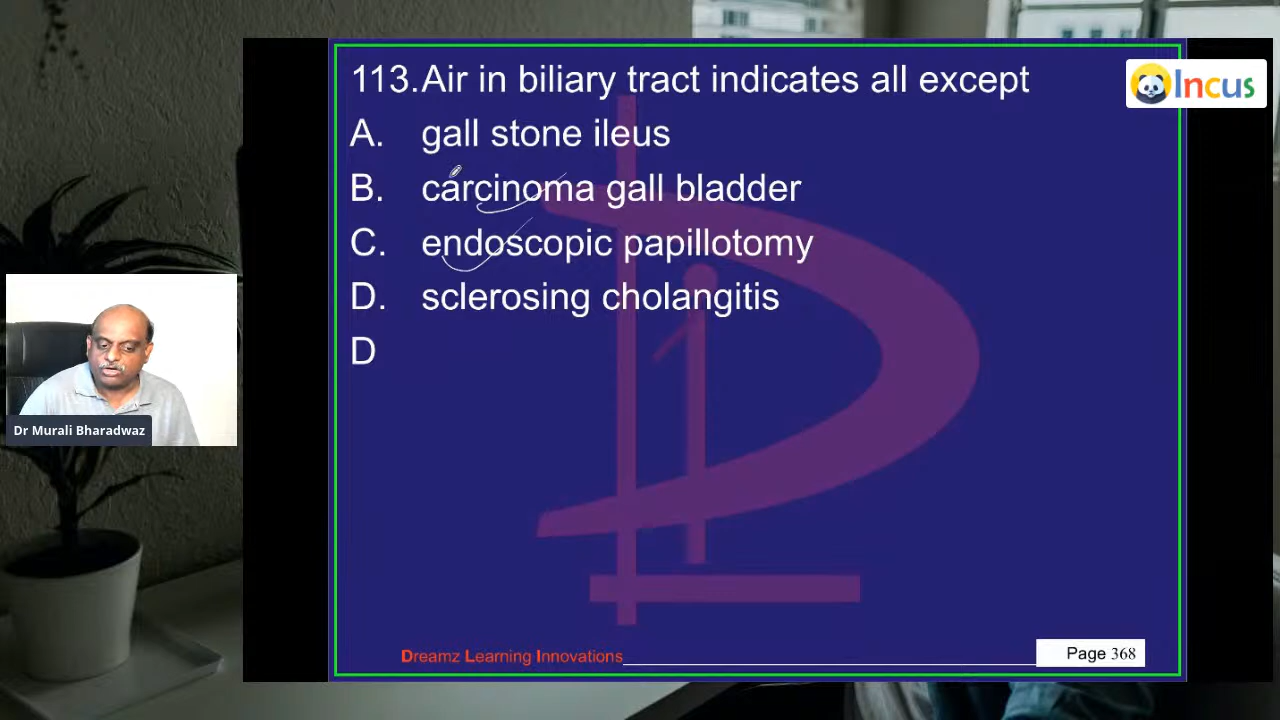 113.Air in biliary tract indicates all except
A. gall stone ileus
B. carcinoma gall bladder
C. endoscopic papillotomy
D. sclerosing cholangitis
D
Incus
Dr Murali Bharadwaz
Dreamz Learning Innovations
Page 368